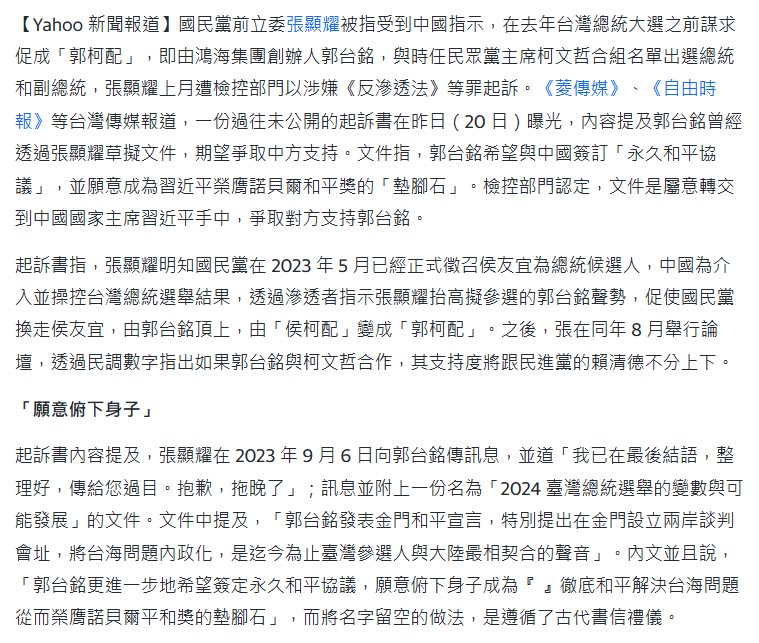 【Yahoo 新聞報道】國民黨前立委張顯耀被指受到中國指示，在去年台灣總統大選之前謀求
促成「郭柯配」，即由鴻海集團創辦人郭台銘，與時任民眾黨主席柯文哲合組名單出選總統
和副總統，張顯耀上月遭檢控部門以涉嫌《反滲透法》等罪起訴。《菱傳媒》、《自由時
報》等台灣傳媒報道，一份過往未公開的起訴書在昨日（20 日）曝光，內容提及郭台銘曾經
透過張顯耀草擬文件，期望爭取中方支持。文件指，郭台銘希望與中國簽訂「永久和平協
議」，並願意成為習近平榮膺諾貝爾和平獎的「墊腳石」。檢控部門認定，文件是屬意轉交
到中國國家主席習近平手中，爭取對方支持郭台銘。
起訴書指，張顯耀明知國民黨在 2023 年 5 月已經正式徵召侯友宜為總統候選人，中國為介
入並操控台灣總統選舉結果，透過滲透者指示張顯耀抬高擬參選的郭台銘聲勢，促使國民黨
換走侯友宜，由郭台銘頂上，由「侯柯配」變成「郭柯配」。之後，張在同年 8 月舉行論
壇，透過民調數字指出如果郭台銘與柯文哲合作，其支持度將跟民進黨的賴清德不分上下。
「願意俯下身子」
起訴書內容提及，張顯耀在 2023 年 9 月 6 日向郭台銘傳訊息，並道「我已在最後結語，整
理好，傳給您過目。抱歉，拖晚了」；訊息並附上一份名為「2024 臺灣總統選舉的變數與可
能發展」的文件。文件中提及，「郭台銘發表金門和平宣言，特別提出在金門設立兩岸談判
會址，將台海問題內政化，是迄今為止臺灣參選人與大陸最相契合的聲音」。內文並且說，
「郭台銘更進一步地希望簽定永久和平協議，願意俯下身子成為『 』徹底和平解決台海問題
從而榮膺諾貝爾平和獎的墊腳石」，而將名字留空的做法，是遵循了古代書信禮儀。